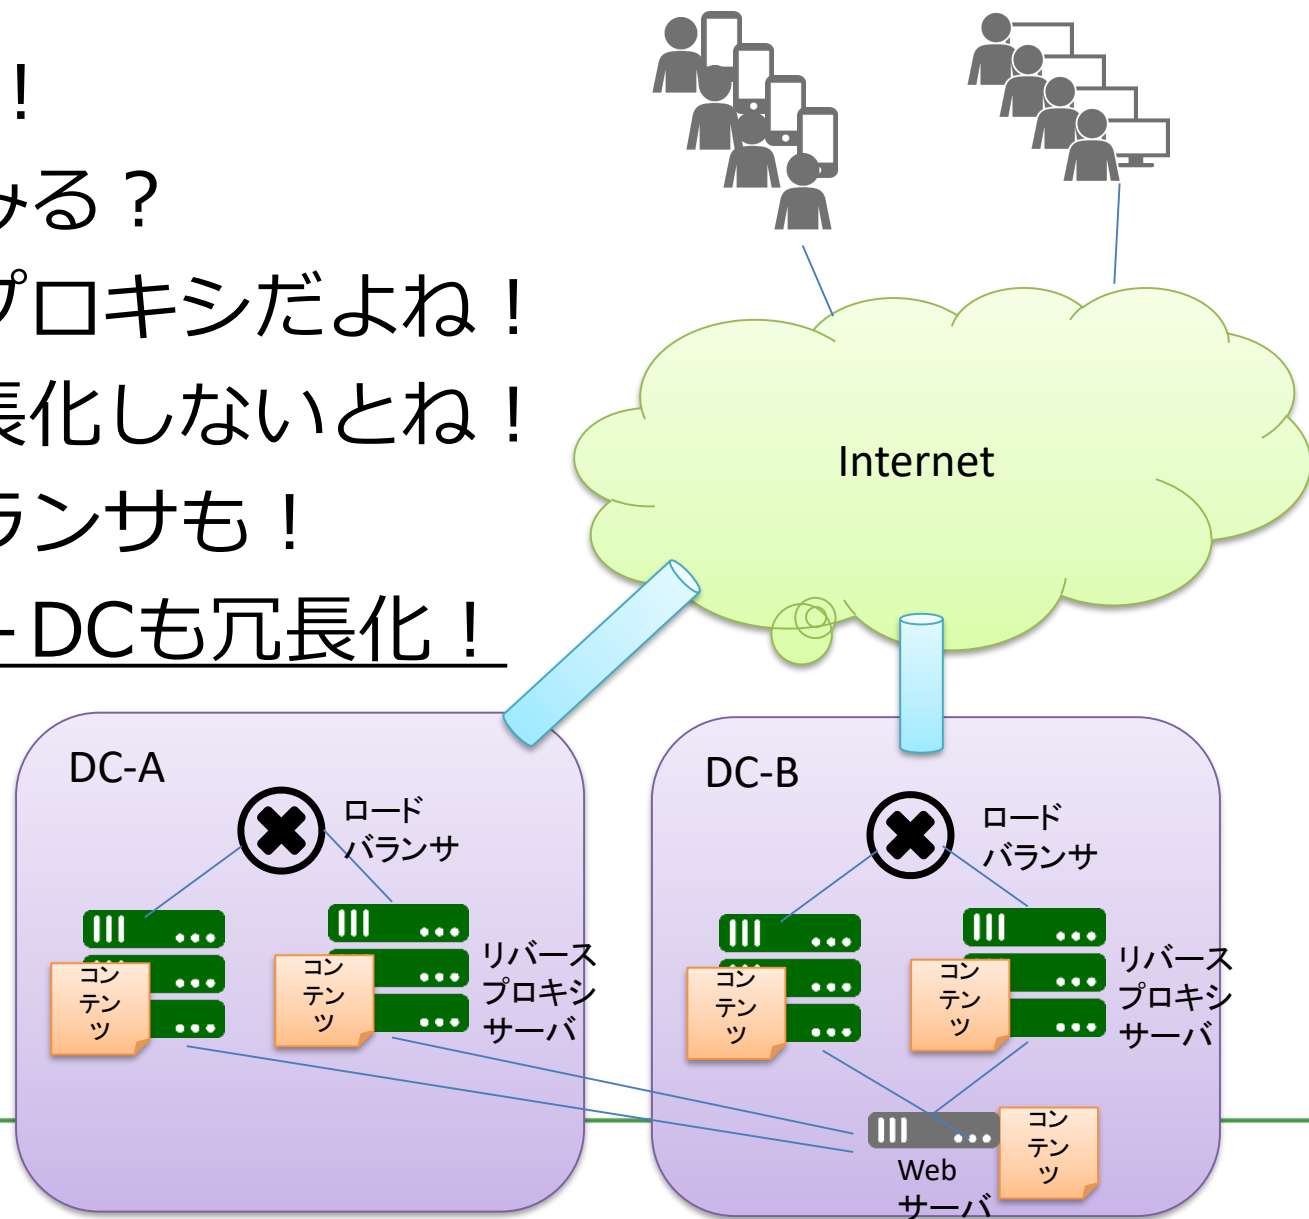 ！
みる？
プロキシだよね！
長化しないとね！
ランサも！
DCも冗長化！
Internet
DC-A
ロード
バランサ
コン
テン
ツ
コン
テン
ツ
リバース
プロキシ
サーバ
DC-B
ロード
バランサ
コン
テン
ツ
コン
テン
ツ
リバース
プロキシ
サーバ
Web
サーバ
コン
テン
ツ